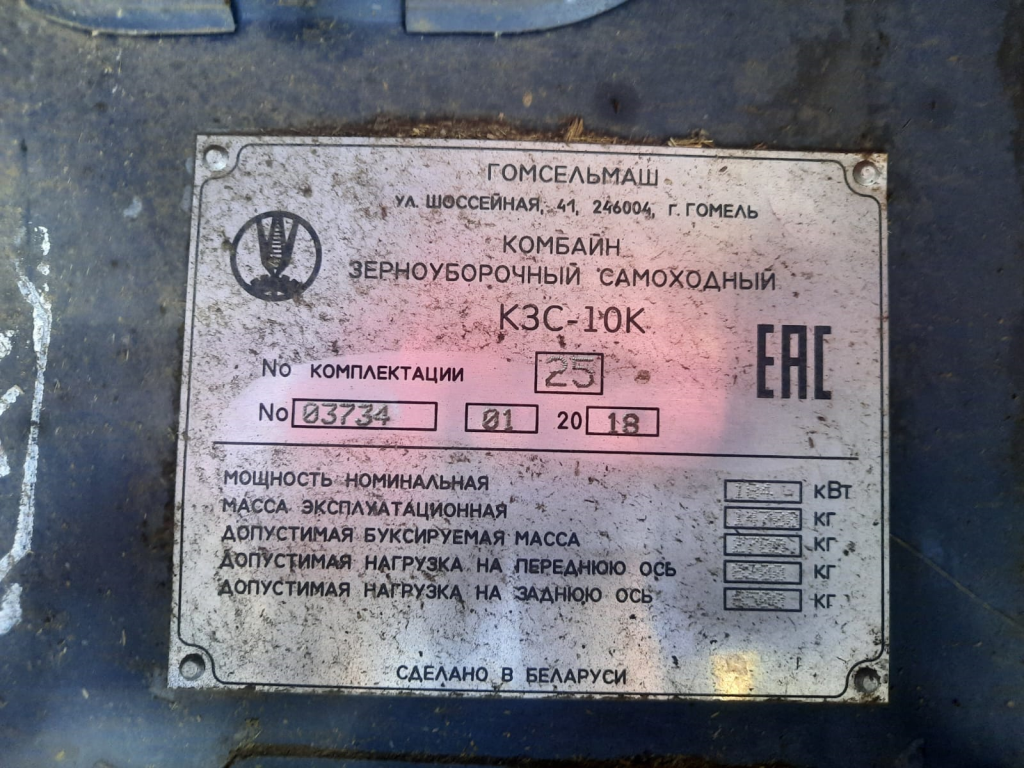 ГОМСЕЛЬМАШ
УЛ. ШОССЕЙНАЯ, 41, 246004, Г. ГОМЕЛЬ
КОМБАЙН
ЗЕРНОУБОРОЧНЫЙ САМОХОДНЫЙ
КЗС-10К
EAC
No КОМПЛЕКТАЦИИ 25
No 03734 01 20 18
МОЩНОСТЬ НОМИНАЛЬНАЯ кВт
МАССА ЭКСПЛУАТАЦИОННАЯ КГ
ДОПУСТИМАЯ БУКСИРУЕМАЯ МАССА КГ
ДОПУСТИМАЯ НАГРУЗКА НА ПЕРЕДНЮЮ ОСЬ КГ
ДОПУСТИМАЯ НАГРУЗКА НА ЗАДНЮЮ ОСЬ КГ
СДЕЛАНО В БЕЛАРУСИ